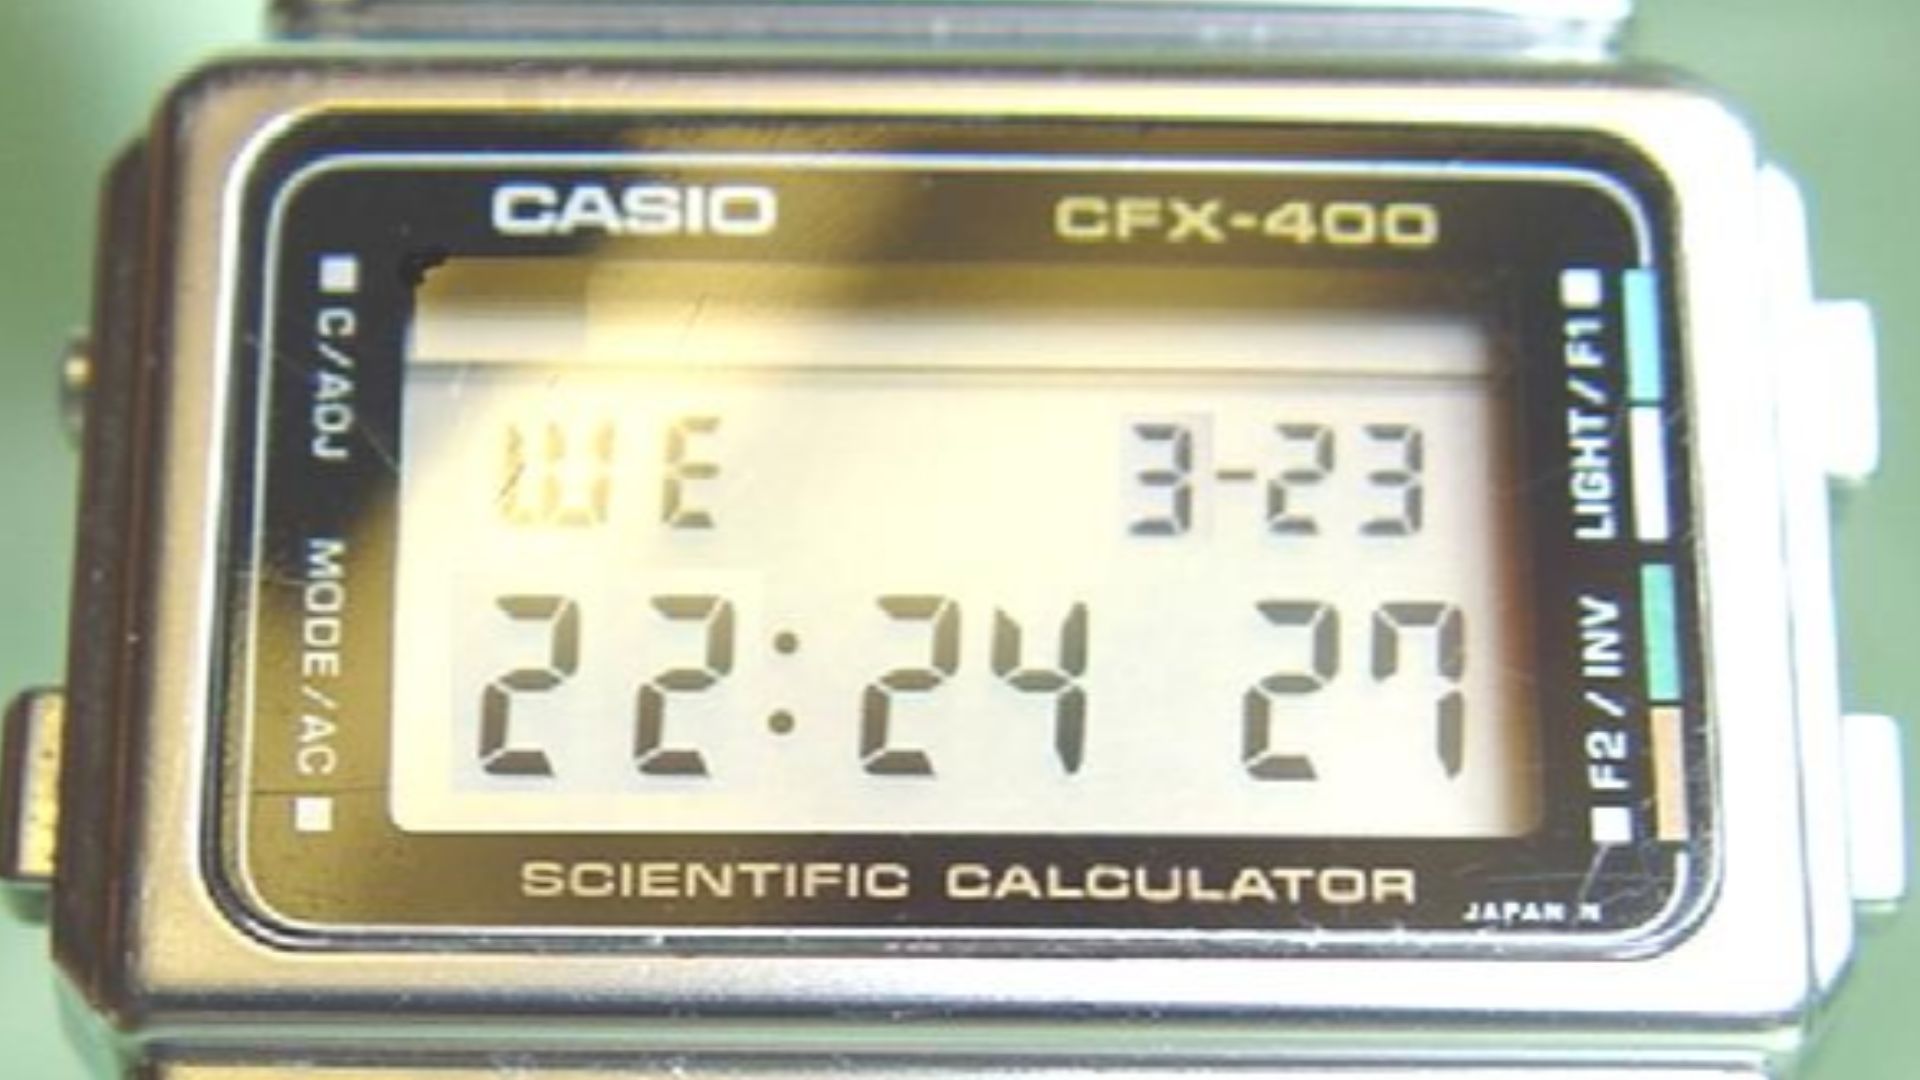 CASIO CFX-400
C/ADJ
MODE/AC
LIGHT/F1
F2/INV
WE 3-23
22:24 27
SCIENTIFIC CALCULATOR
JAPAN N